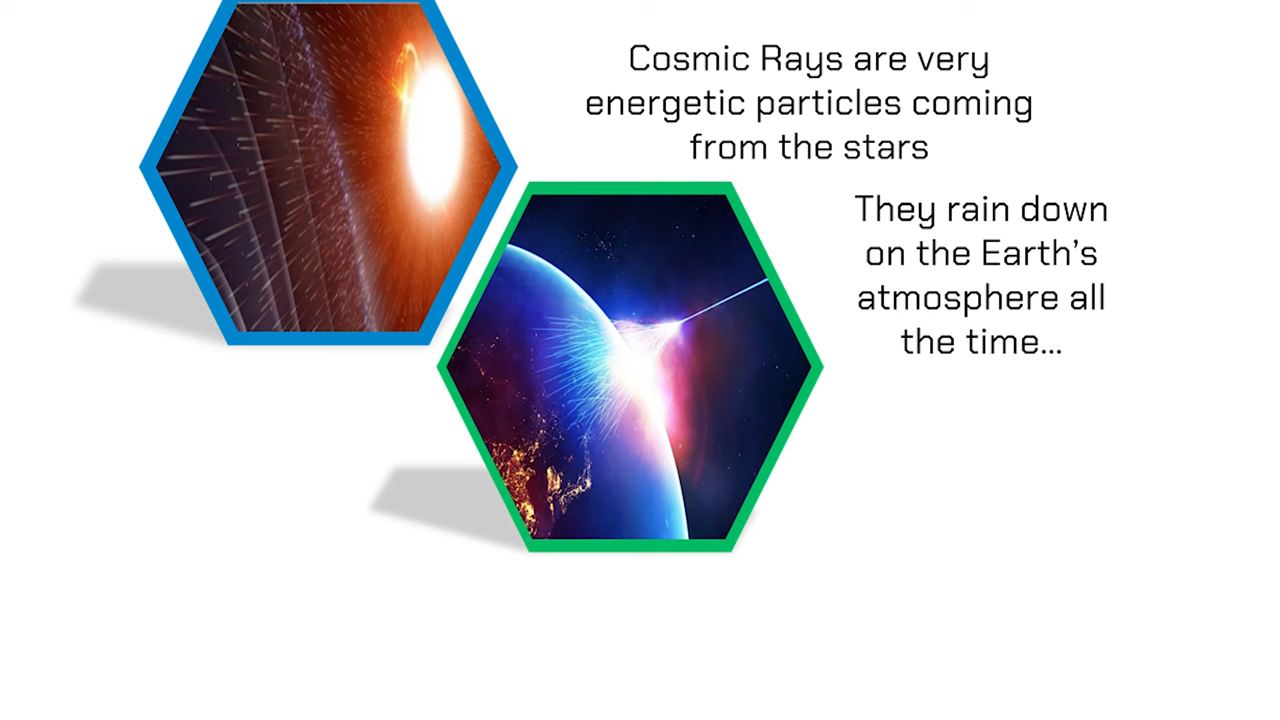 Cosmic Rays are very
energetic particles coming
from the stars
They rain down
on the Earth’s
atmosphere all
the time...